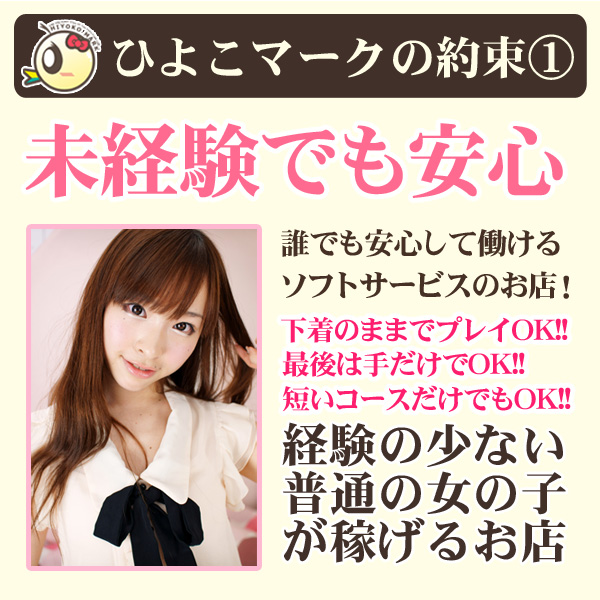 HIYOKOMARK
ひよこマークの約束①
未経験でも安心
誰でも安心して働ける
ソフトサービスのお店！
下着のままでプレイOK!!
最後は手だけでOK!!
短いコースだけでもOK!!
経験の少ない
普通の女の子
が稼げるお店